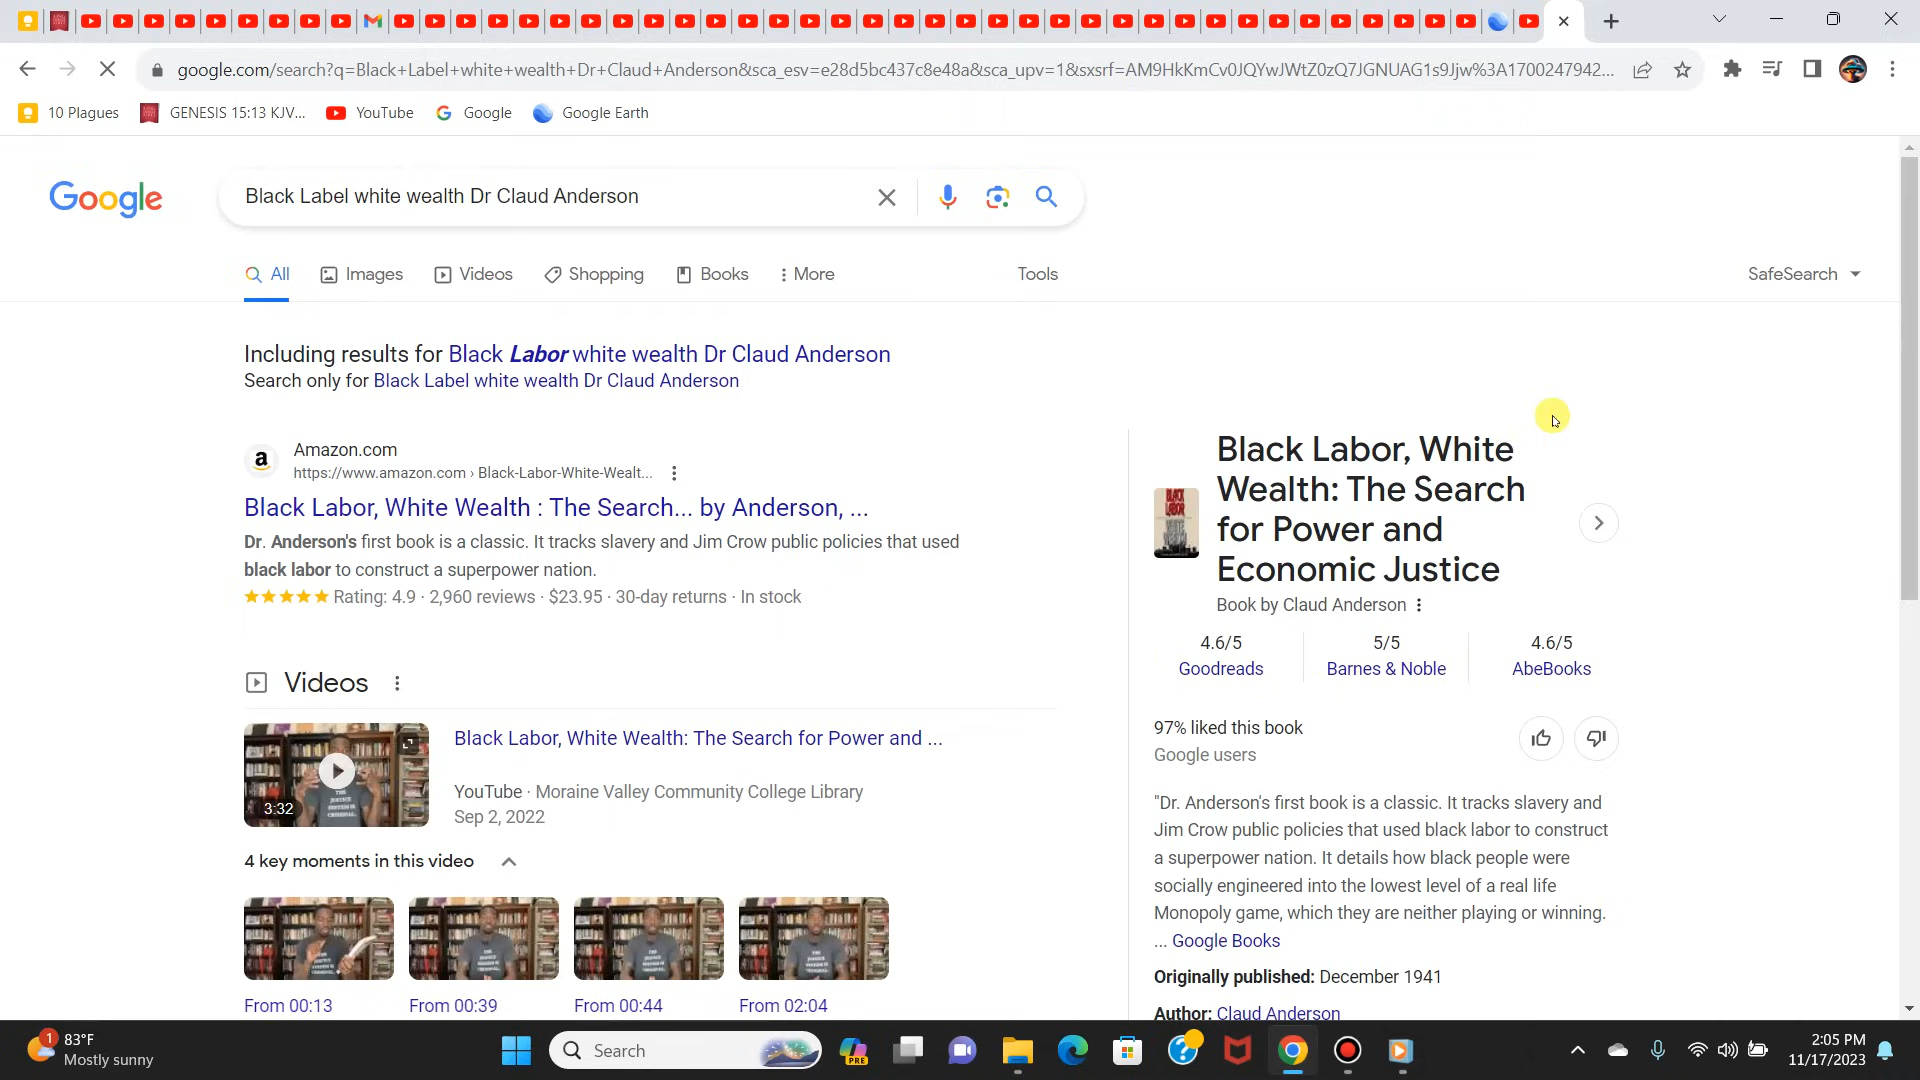 google.com/search?q=Black+Label+white+wealth+Dr+Claud+Anderson&sca_esv=e28d5bc437c8e48a&sca_upv=1&sxsrf=AM9HkKmCv0JQYwJWtZ0zQ7JGNUAG1s9Jjw%3A1700247942...
10 Plagues
GENESIS 15:13 KJV...
YouTube
Google
Google Earth
Google
Black Label white wealth Dr Claud Anderson
All
Images
Videos
Shopping
Books
More
Tools
SafeSearch
Including results for Black Labor white wealth Dr Claud Anderson
Search only for Black Label white wealth Dr Claud Anderson
a
Amazon.com
https://www.amazon.com › Black-Labor-White-Wealt...
Black Labor, White Wealth : The Search... by Anderson, ...
Dr. Anderson's first book is a classic. It tracks slavery and Jim Crow public policies that used
black labor to construct a superpower nation.
Rating: 4.9 · 2,960 reviews · $23.95 · 30-day returns · In stock
Videos
3:32
Black Labor, White Wealth: The Search for Power and ...
YouTube · Moraine Valley Community College Library
Sep 2, 2022
4 key moments in this video
From 00:13
From 00:39
From 00:44
From 02:04
BLACK
LABOR
WHITE
WEALTH
Black Labor, White
Wealth: The Search
for Power and
Economic Justice
Book by Claud Anderson
4.6/5
Goodreads
5/5
Barnes & Noble
4.6/5
AbeBooks
97% liked this book
Google users
"Dr. Anderson's first book is a classic. It tracks slavery and
Jim Crow public policies that used black labor to construct
a superpower nation. It details how black people were
socially engineered into the lowest level of a real life
Monopoly game, which they are neither playing or winning.
... Google Books
Originally published: December 1941
Author: Claud Anderson
1
83°F
Mostly sunny
Search
PRE
2:05 PM
11/17/2023